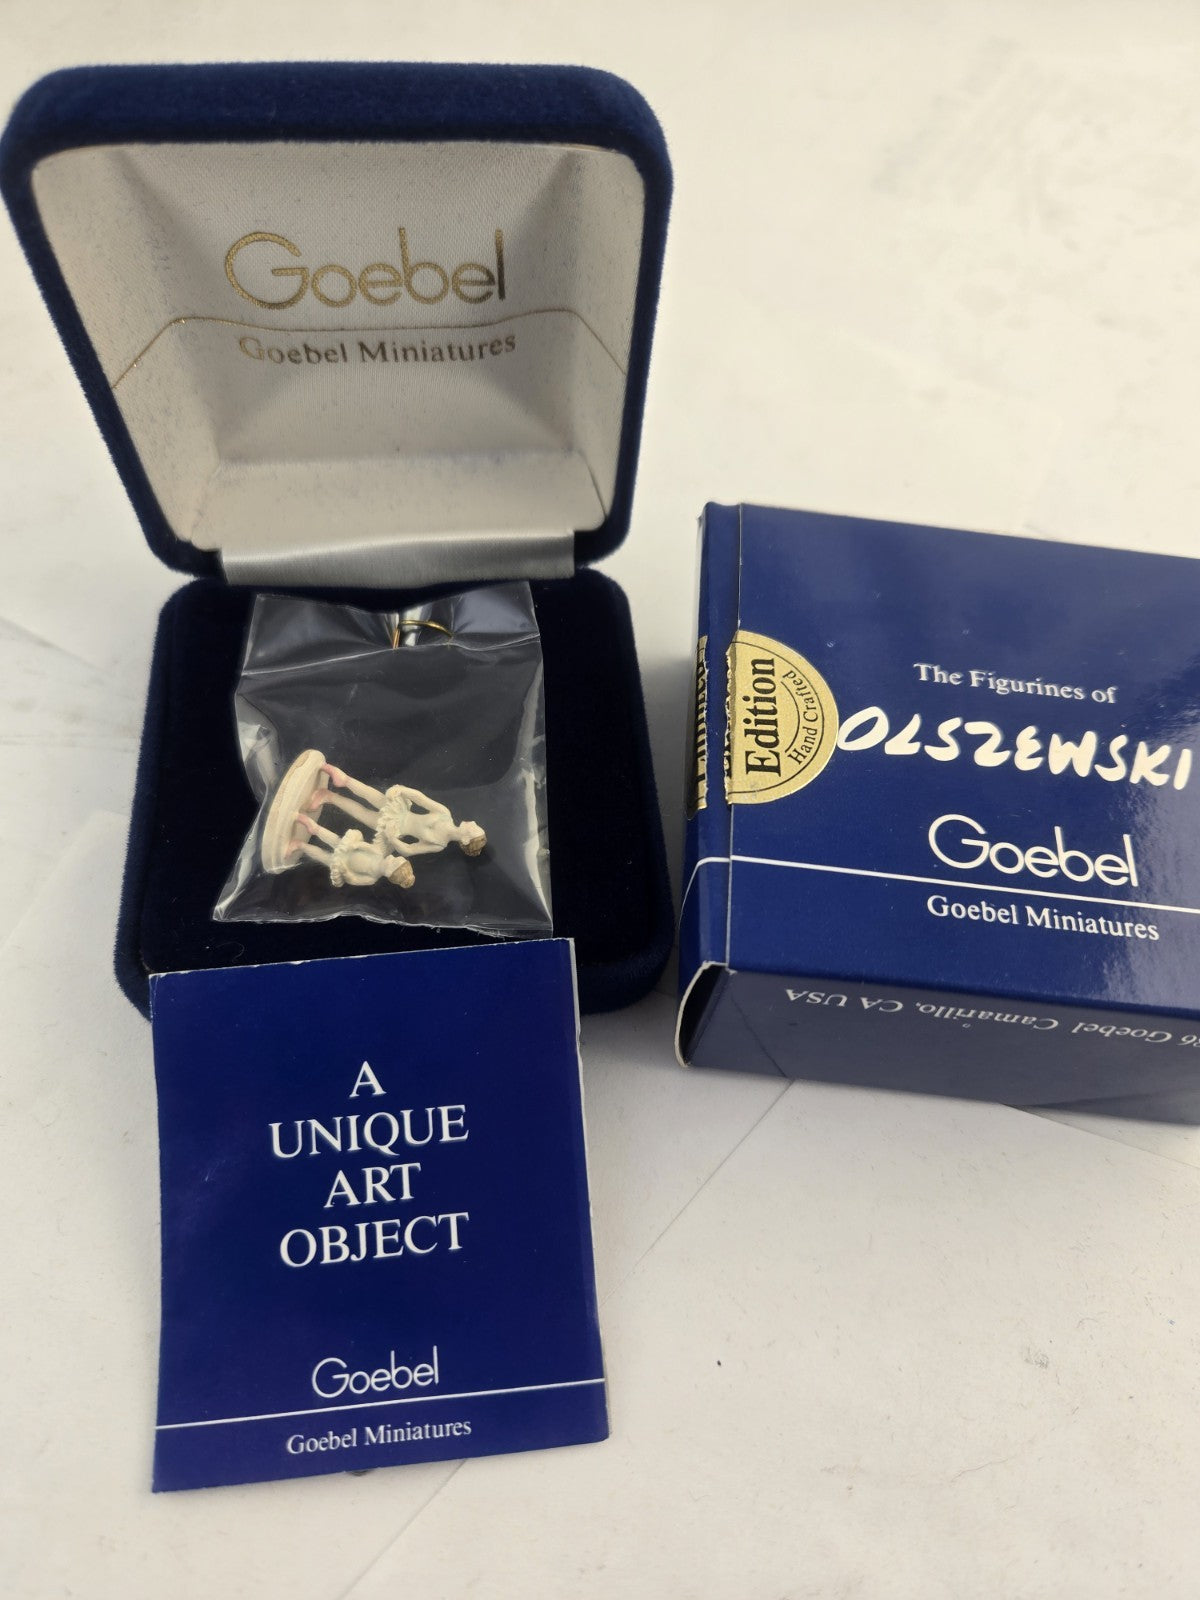 Goebel
Goebel Miniatures
The Figurines of
OLSZEWSKI
Goebel
Goebel Miniatures
Edition
Hand Crafted
Goebel Camarillo, CA USA
A
UNIQUE
ART
OBJECT
Goebel
Goebel Miniatures